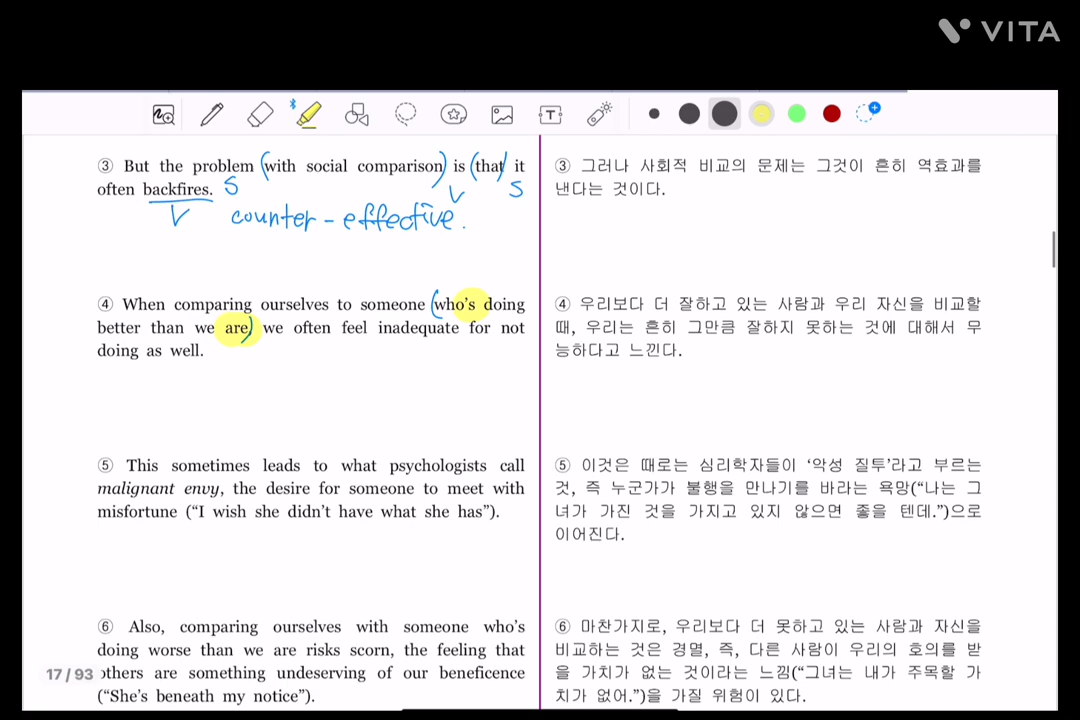 VITA
③ But the problem (with social comparison) is (that) it
often backfires. S
V
S
V
counter-effective.
③ 그러나 사회적 비교의 문제는 그것이 흔히 역효과를
낸다는 것이다.
④ When comparing ourselves to someone (who's doing
better than we are) we often feel inadequate for not
doing as well.
④ 우리보다 더 잘하고 있는 사람과 우리 자신을 비교할
때, 우리는 흔히 그만큼 잘하지 못하는 것에 대해서 무
능하다고 느낀다.
⑤ This sometimes leads to what psychologists call
malignant envy, the desire for someone to meet with
misfortune (“I wish she didn't have what she has”).
⑤ 이것은 때로는 심리학자들이 ‘악성 질투’라고 부르는
것, 즉 누군가가 불행을 만나기를 바라는 욕망(“나는 그
녀가 가진 것을 가지고 있지 않으면 좋을 텐데.”)으로
이어진다.
⑥ Also, comparing ourselves with someone who's
doing worse than we are risks scorn, the feeling that
others are something undeserving of our beneficence
(“She's beneath my notice”).
17 / 93
⑥ 마찬가지로, 우리보다 더 못하고 있는 사람과 자신을
비교하는 것은 경멸, 즉, 다른 사람이 우리의 호의를 받
을 가치가 없는 것이라는 느낌(“그녀는 내가 주목할 가
치가 없어.”)을 가질 위험이 있다.